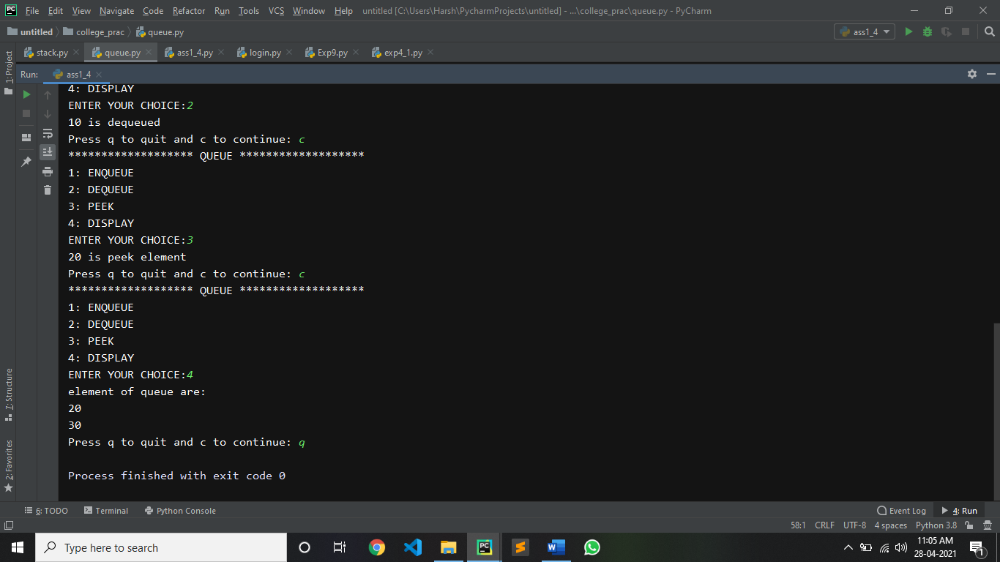 PC File Edit View Navigate Code Refactor Run Tools VCS Window Help untitled [C:\Users\Harsh\PycharmProjects\untitled] - ...\college_prac\queue.py - PyCharm
untitled college_prac queue.py ass1_4
stack.py queue.py ass1_4.py login.py Exp9.py exp4_1.py
1: Project
Run: ass1_4
4: DISPLAY
ENTER YOUR CHOICE:2
10 is dequeued
Press q to quit and c to continue: c
******************* QUEUE *******************
1: ENQUEUE
2: DEQUEUE
3: PEEK
4: DISPLAY
ENTER YOUR CHOICE:3
20 is peek element
Press q to quit and c to continue: c
******************* QUEUE *******************
1: ENQUEUE
2: DEQUEUE
3: PEEK
4: DISPLAY
ENTER YOUR CHOICE:4
element of queue are:
20
30
Press q to quit and c to continue: q
Process finished with exit code 0
7: Structure
2: Favorites
6: TODO Terminal Python Console Event Log 4: Run
58:1 CRLF UTF-8 4 spaces Python 3.8
Type here to search
PC
W
11:05 AM
28-04-2021
1